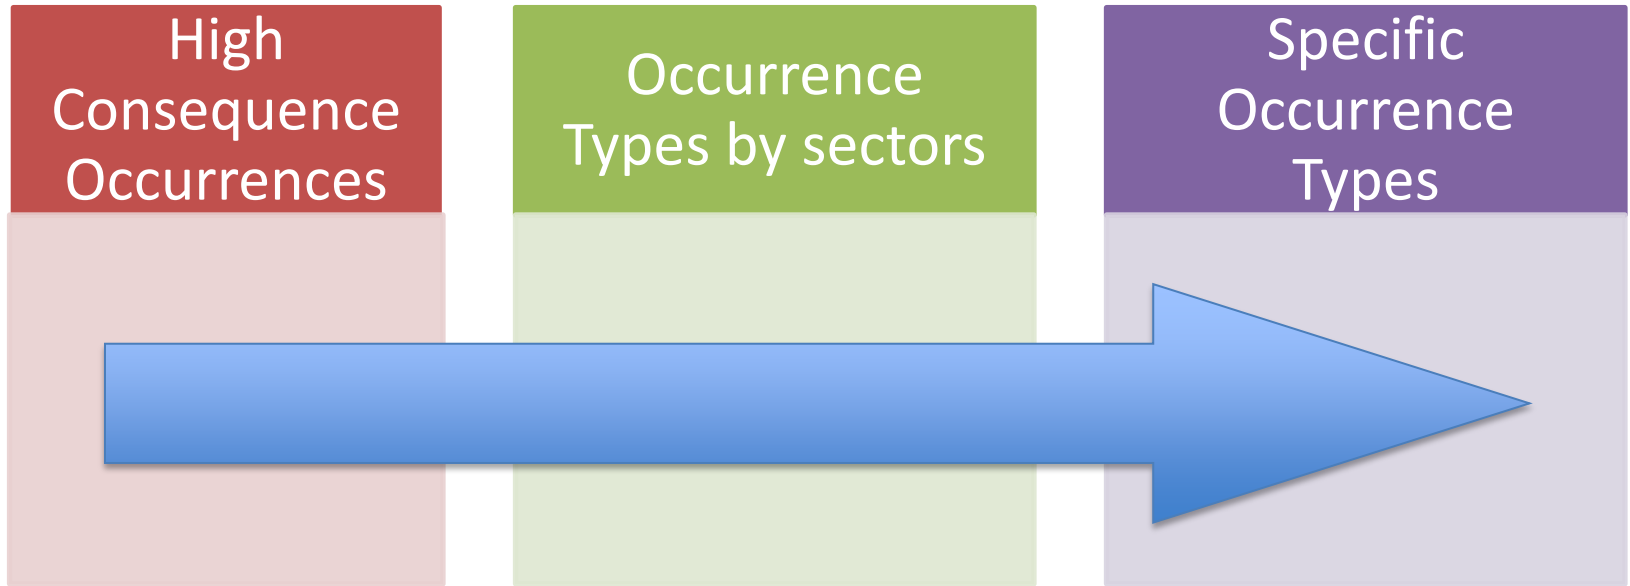 High
Consequence
Occurrences
Occurrence
Types by sectors
Specific
Occurrence
Types